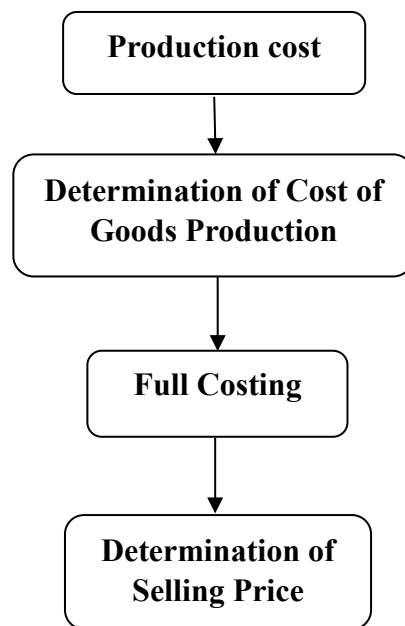 Production cost
Determination of Cost of
Goods Production
Full Costing
Determination of
Selling Price